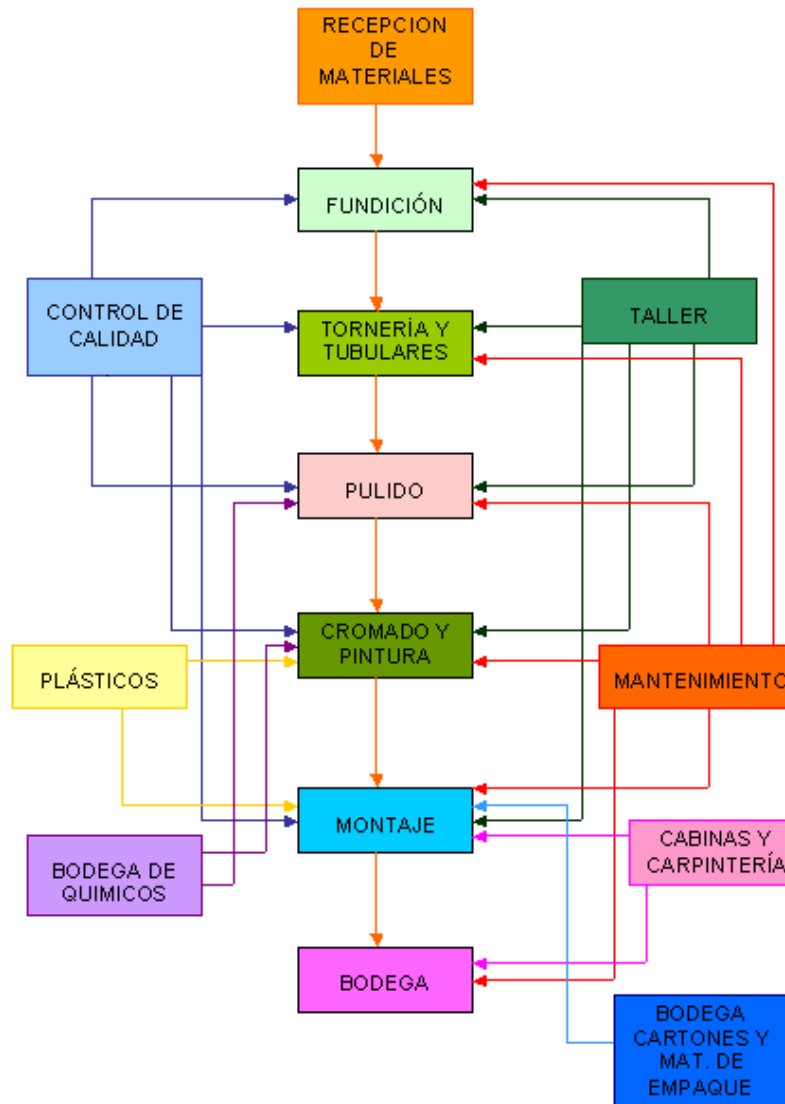 RECEPCION
DE
MATERIALES
FUNDICIÓN
CONTROL DE
CALIDAD
TORNERÍA Y
TUBULARES
TALLER
PULIDO
CROMADO Y
PINTURA
PLÁSTICOS
MANTENIMIENTO
MONTAJE
CABINAS Y
CARPINTERÍA
BODEGA DE
QUIMICOS
BODEGA
BODEGA
CARTONES Y
MAT. DE
EMPAQUE